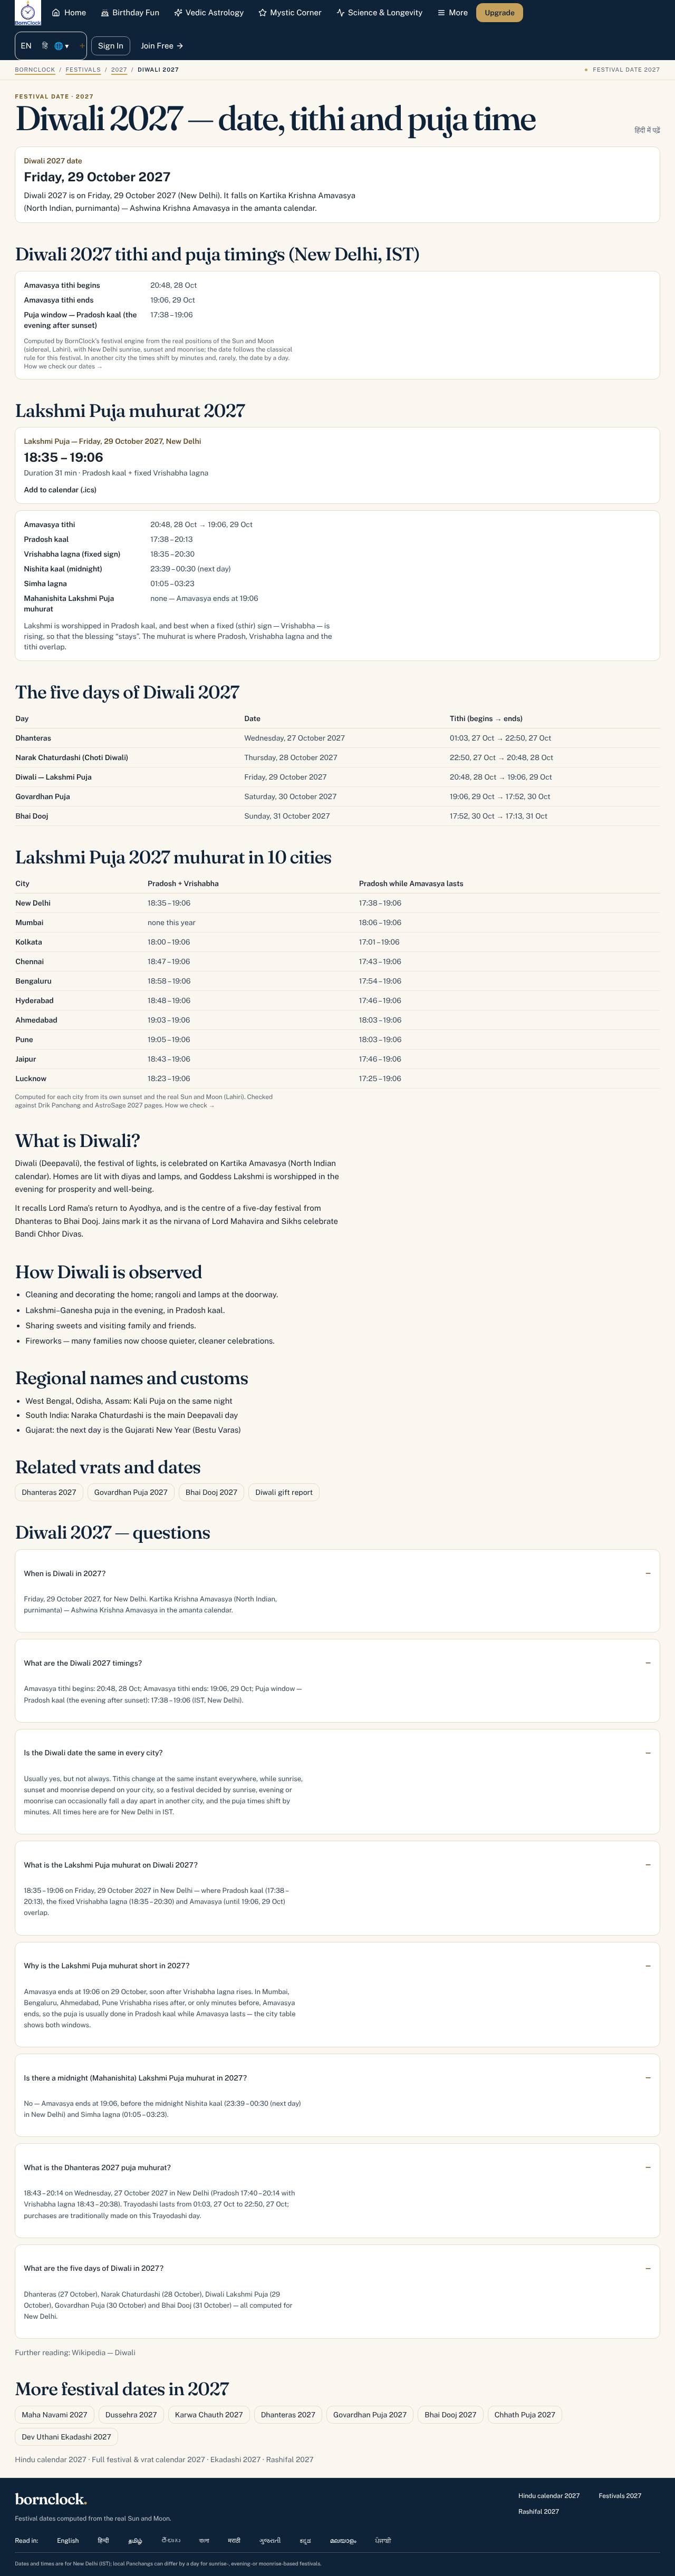 BornClock
Home Birthday Fun Vedic Astrology Mystic Corner Science & Longevity More Upgrade
EN हि Sign In Join Free →
BORNCLOCK / FESTIVALS / 2027 / DIWALI 2027
FESTIVAL DATE 2027
FESTIVAL DATE · 2027
Diwali 2027 — date, tithi and puja time
हिंदी में पढ़ें
Diwali 2027 date
Friday, 29 October 2027
Diwali 2027 is on Friday, 29 October 2027 (New Delhi). It falls on Kartika Krishna Amavasya
(North Indian, purnimanta) — Ashwina Krishna Amavasya in the amanta calendar.
Diwali 2027 tithi and puja timings (New Delhi, IST)
Amavasya tithi begins 20:48, 28 Oct
Amavasya tithi ends 19:06, 29 Oct
Puja window — Pradosh kaal (the 17:38 – 19:06
evening after sunset)
Computed by BornClock's festival engine from the real positions of the Sun and Moon
(sidereal, Lahiri), with New Delhi sunrise, sunset and moonrise; the date follows the classical
rule for this festival. In another city the times shift by minutes and, rarely, the date by a day.
How we check our dates →
Lakshmi Puja muhurat 2027
Lakshmi Puja — Friday, 29 October 2027, New Delhi
18:35 – 19:06
Duration 31 min · Pradosh kaal + fixed Vrishabha lagna
Add to calendar (.ics)
Amavasya tithi 20:48, 28 Oct → 19:06, 29 Oct
Pradosh kaal 17:38 – 20:13
Vrishabha lagna (fixed sign) 18:35 – 20:30
Nishita kaal (midnight) 23:39 – 00:30 (next day)
Simha lagna 01:05 – 03:23
Mahanishita Lakshmi Puja none — Amavasya ends at 19:06
muhurat
Lakshmi is worshipped in Pradosh kaal, and best when a fixed (sthir) sign — Vrishabha — is
rising, so that the blessing “stays”. The muhurat is where Pradosh, Vrishabha lagna and the
tithi overlap.
The five days of Diwali 2027
Day Date Tithi (begins → ends)
Dhanteras Wednesday, 27 October 2027 01:03, 27 Oct → 22:50, 27 Oct
Narak Chaturdashi (Choti Diwali) Thursday, 28 October 2027 22:50, 27 Oct → 20:48, 28 Oct
Diwali — Lakshmi Puja Friday, 29 October 2027 20:48, 28 Oct → 19:06, 29 Oct
Govardhan Puja Saturday, 30 October 2027 19:06, 29 Oct → 17:52, 30 Oct
Bhai Dooj Sunday, 31 October 2027 17:52, 30 Oct → 17:13, 31 Oct
Lakshmi Puja 2027 muhurat in 10 cities
City Pradosh + Vrishabha Pradosh while Amavasya lasts
New Delhi 18:35 – 19:06 17:38 – 19:06
Mumbai none this year 18:06 – 19:06
Kolkata 18:00 – 19:06 17:01 – 19:06
Chennai 18:47 – 19:06 17:43 – 19:06
Bengaluru 18:58 – 19:06 17:54 – 19:06
Hyderabad 18:48 – 19:06 17:46 – 19:06
Ahmedabad 19:03 – 19:06 18:03 – 19:06
Pune 19:05 – 19:06 18:03 – 19:06
Jaipur 18:43 – 19:06 17:46 – 19:06
Lucknow 18:23 – 19:06 17:25 – 19:06
Computed for each city from its own sunset and the real Sun and Moon (Lahiri). Checked
against Drik Panchang and AstroSage 2027 pages. How we check →
What is Diwali?
Diwali (Deepavali), the festival of lights, is celebrated on Kartika Amavasya (North Indian
calendar). Homes are lit with diyas and lamps, and Goddess Lakshmi is worshipped in the
evening for prosperity and well-being.
It recalls Lord Rama's return to Ayodhya, and is the centre of a five-day festival from
Dhanteras to Bhai Dooj. Jains mark it as the nirvana of Lord Mahavira and Sikhs celebrate
Bandi Chhor Divas.
How Diwali is observed
• Cleaning and decorating the home; rangoli and lamps at the doorway.
• Lakshmi–Ganesha puja in the evening, in Pradosh kaal.
• Sharing sweets and visiting family and friends.
• Fireworks — many families now choose quieter, cleaner celebrations.
Regional names and customs
• West Bengal, Odisha, Assam: Kali Puja on the same night
• South India: Naraka Chaturdashi is the main Deepavali day
• Gujarat: the next day is the Gujarati New Year (Bestu Varas)
Related vrats and dates
Dhanteras 2027 Govardhan Puja 2027 Bhai Dooj 2027 Diwali gift report
Diwali 2027 — questions
When is Diwali in 2027? –
Friday, 29 October 2027, for New Delhi. Kartika Krishna Amavasya (North Indian,
purnimanta) — Ashwina Krishna Amavasya in the amanta calendar.
What are the Diwali 2027 timings? –
Amavasya tithi begins: 20:48, 28 Oct; Amavasya tithi ends: 19:06, 29 Oct; Puja window —
Pradosh kaal (the evening after sunset): 17:38 – 19:06 (IST, New Delhi).
Is the Diwali date the same in every city? –
Usually yes, but not always. Tithis change at the same instant everywhere, while sunrise,
sunset and moonrise depend on your city, so a festival decided by sunrise, evening or
moonrise can occasionally fall a day apart in another city, and the puja times shift by
minutes. All times here are for New Delhi in IST.
What is the Lakshmi Puja muhurat on Diwali 2027? –
18:35 – 19:06 on Friday, 29 October 2027 in New Delhi — where Pradosh kaal (17:38 –
20:13), the fixed Vrishabha lagna (18:35 – 20:30) and Amavasya (until 19:06, 29 Oct)
overlap.
Why is the Lakshmi Puja muhurat short in 2027? –
Amavasya ends at 19:06 on 29 October, soon after Vrishabha lagna rises. In Mumbai,
Bengaluru, Ahmedabad, Pune Vrishabha rises after, or only minutes before, Amavasya
ends, so the puja is usually done in Pradosh kaal while Amavasya lasts — the city table
shows both windows.
Is there a midnight (Mahanishita) Lakshmi Puja muhurat in 2027? –
No — Amavasya ends at 19:06, before the midnight Nishita kaal (23:39 – 00:30 (next day)
in New Delhi) and Simha lagna (01:05 – 03:23).
What is the Dhanteras 2027 puja muhurat? –
18:43 – 20:14 on Wednesday, 27 October 2027 in New Delhi (Pradosh 17:40 – 20:14 with
Vrishabha lagna 18:43 – 20:38). Trayodashi lasts from 01:03, 27 Oct to 22:50, 27 Oct;
purchases are traditionally made on this Trayodashi day.
What are the five days of Diwali in 2027? –
Dhanteras (27 October), Narak Chaturdashi (28 October), Diwali Lakshmi Puja (29
October), Govardhan Puja (30 October) and Bhai Dooj (31 October) — all computed for
New Delhi.
Further reading: Wikipedia — Diwali
More festival dates in 2027
Maha Navami 2027 Dussehra 2027 Karwa Chauth 2027 Dhanteras 2027 Govardhan Puja 2027 Bhai Dooj 2027 Chhath Puja 2027
Dev Uthani Ekadashi 2027
Hindu calendar 2027 · Full festival & vrat calendar 2027 · Ekadashi 2027 · Rashifal 2027
bornclock.
Festival dates computed from the real Sun and Moon.
Hindu calendar 2027 Festivals 2027
Rashifal 2027
Read in: English हिन्दी தமிழ் తెలుగు বাংলা मराठी ગુજરાતી ಕನ್ನಡ മലയാളം ਪੰਜਾਬੀ
Dates and times are for New Delhi (IST); local Panchangs can differ by a day for sunrise-, evening-or moonrise-based festivals.